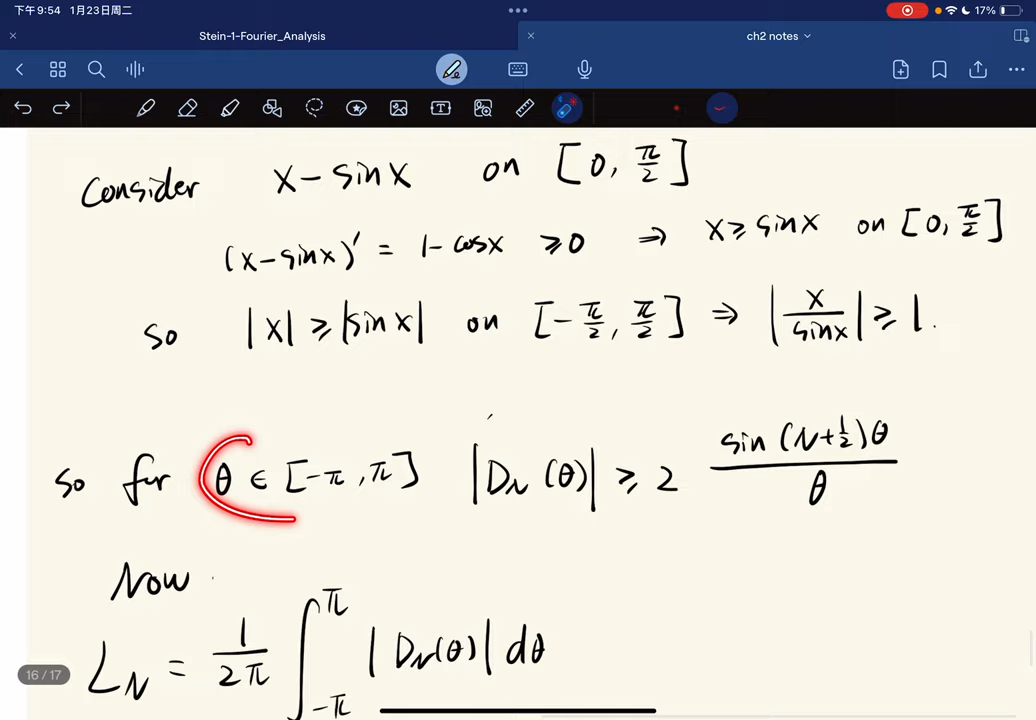 下午9:54 1月23日周二 17%
Stein-1-Fourier_Analysis ch2 notes
Consider x - sin x on [0, π/2]
(x - sin x)' = 1 - cos x ≥ 0 ⇒ x ≥ sin x on [0, π/2]
so |x| ≥ |sin x| on [-π/2, π/2] ⇒ |x/sin x| ≥ 1.
so for θ ∈ [-π, π] |D_N(θ)| ≥ 2 sin(N+1/2)θ / θ
Now
L_N = 1/2π ∫_{-π}^{π} |D_N(θ)| dθ
16 / 17